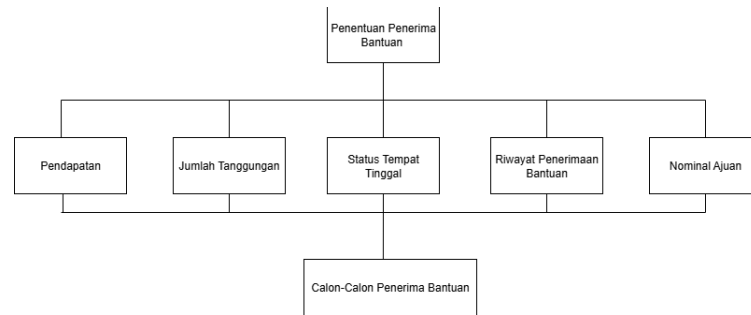 Penentuan Penerima
Bantuan
Pendapatan
Jumlah Tanggungan
Status Tempat
Tinggal
Riwayat Penerimaan
Bantuan
Nominal Ajuan
Calon-Calon Penerima Bantuan